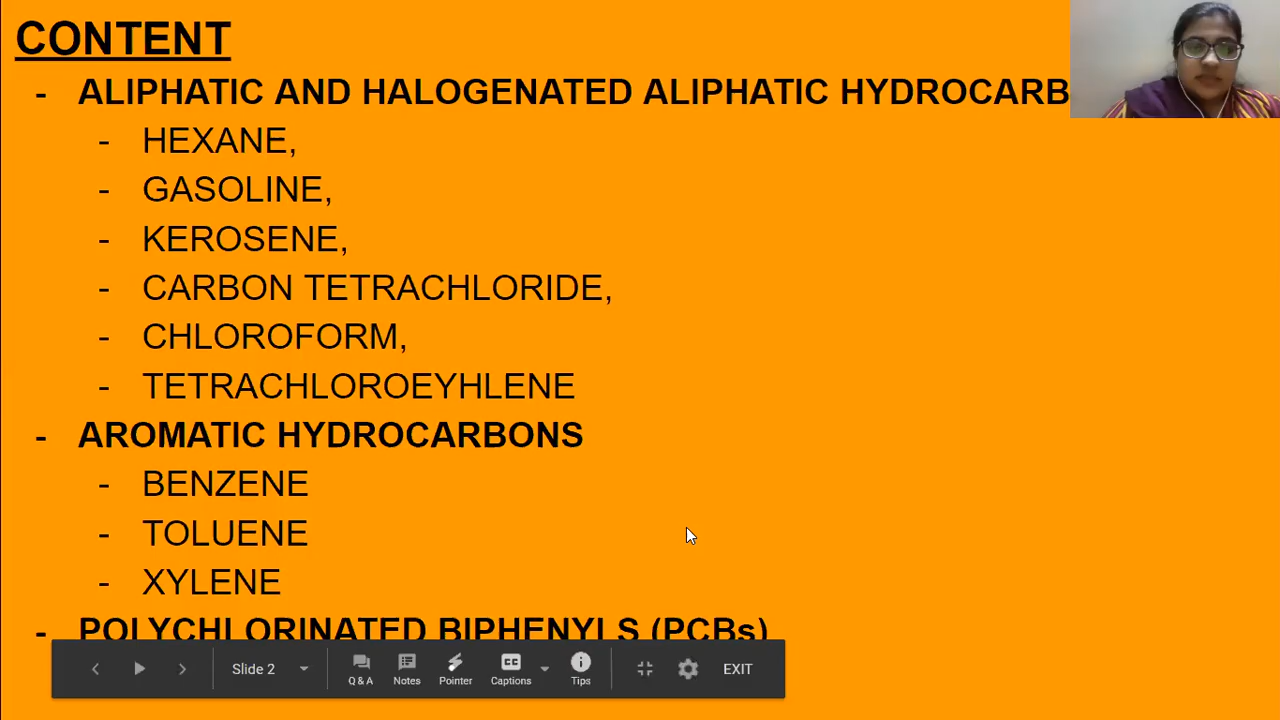 CONTENT
- ALIPHATIC AND HALOGENATED ALIPHATIC HYDROCARB
- HEXANE,
- GASOLINE,
- KEROSENE,
- CARBON TETRACHLORIDE,
- CHLOROFORM,
- TETRACHLOROEYHLENE
- AROMATIC HYDROCARBONS
- BENZENE
- TOLUENE
- XYLENE
- POLYCHLORINATED BIPHENYLS (PCBs)
Slide 2
Q & A
Notes
Pointer
CC
Captions
Tips
EXIT